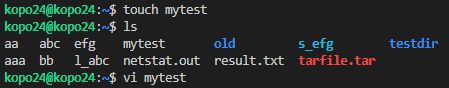 kopo24@kopo24:~$ touch mytest
kopo24@kopo24:~$ ls
aa abc efg mytest old s_efg testdir
aaa bb l_abc netstat.out result.txt tarfile.tar
kopo24@kopo24:~$ vi mytest